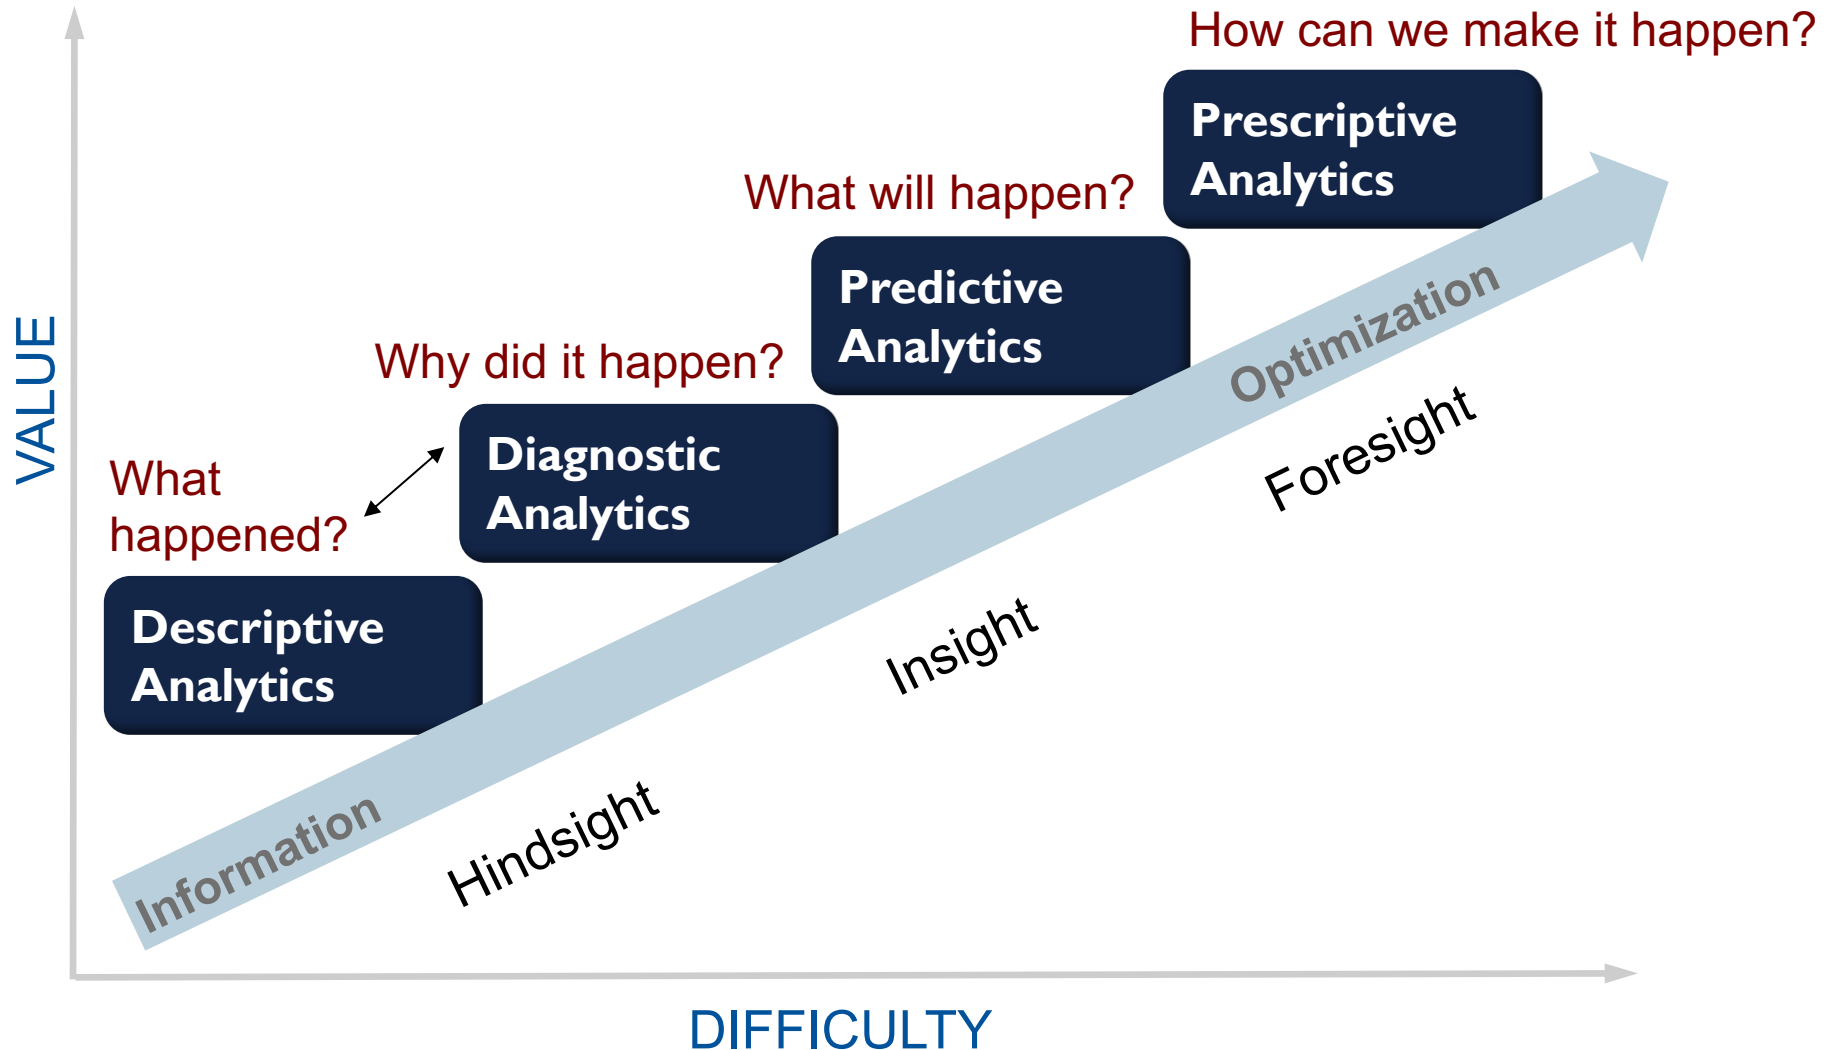 How can we make it happen?
Prescriptive
Analytics
What will happen?
Predictive
Analytics
Optimization
Foresight
Why did it happen?
Diagnostic
Analytics
Insight
What
happened?
Descriptive
Analytics
Information
Hindsight
VALUE
DIFFICULTY